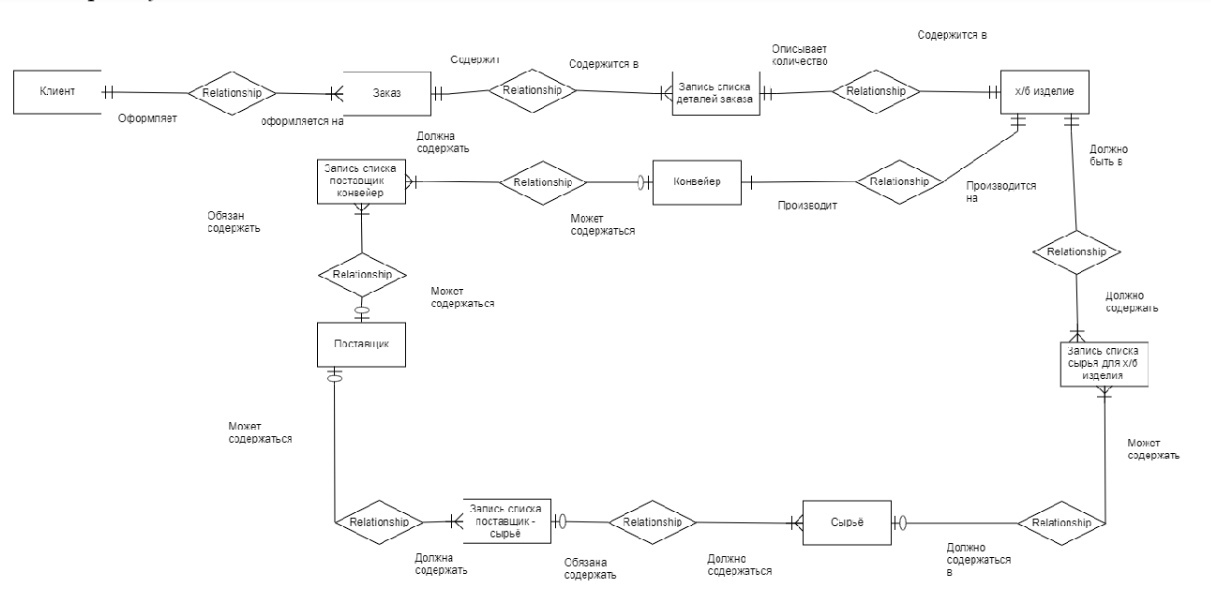 Содержится в
Содержит
Содержится в
Описывает
количество
Клиент
Relationship
Заказ
Relationship
Запись списка
деталей заказа
Relationship
х/б изделие
Оформляет
оформляется на
Должна
содержать
Должно
быть в
Запись списка
поставщик
конвейер
Relationship
Конвейер
Relationship
Производится
на
Обязан
содержать
Может
содержаться
Производит
Relationship
Relationship
Может
содержаться
Должно
содержать
Поставщик
Запись списка
сырья для х/б
изделия
Может
содержаться
Может
содержать
Relationship
Запись списка
поставщик -
сырьё
Relationship
Сырьё
Relationship
Должна
содержать
Обязана
содержать
Должно
содержаться
Должно
содержаться
в